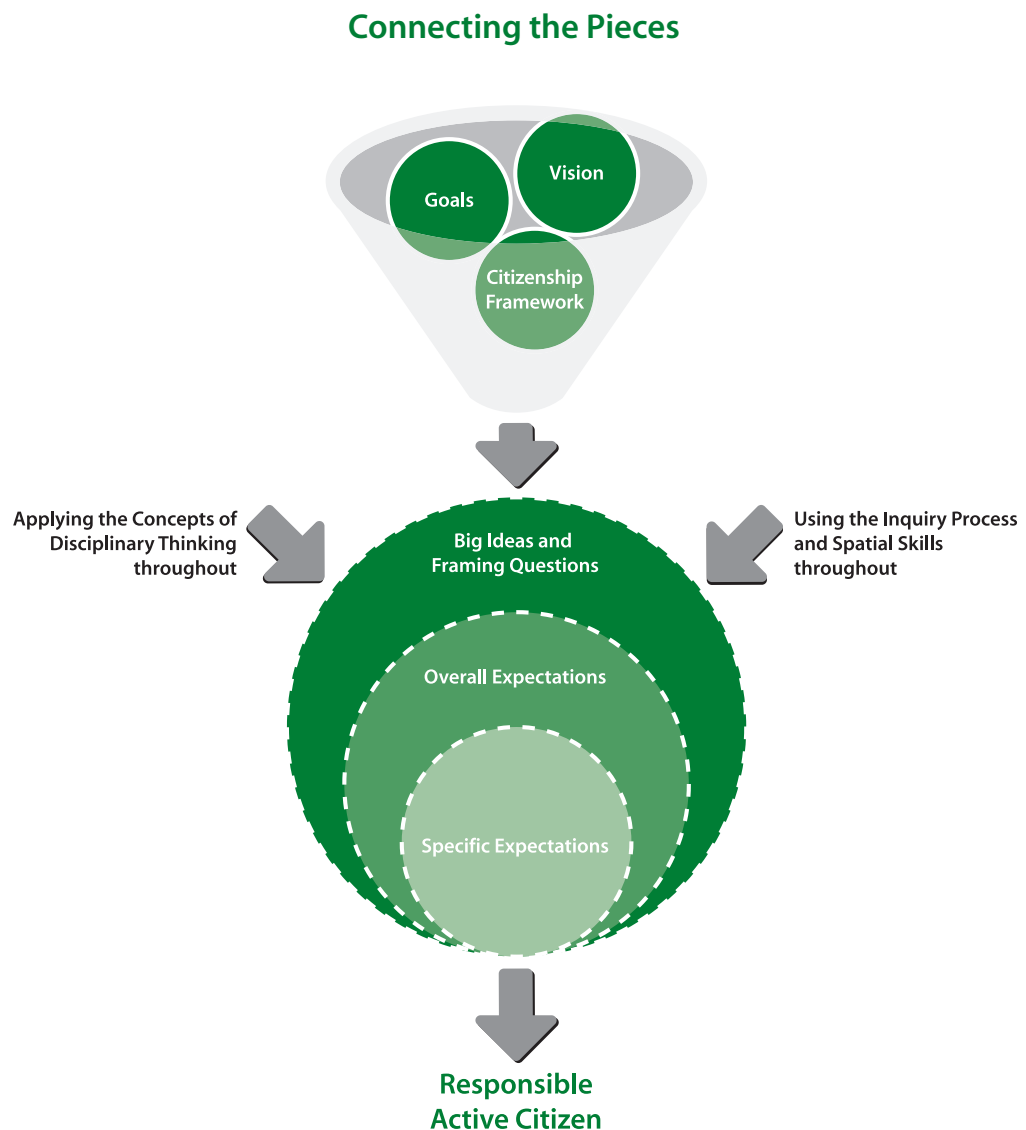 Connecting the Pieces
Vision
Goals
Citizenship
Framework
Applying the Concepts of
Disciplinary Thinking
throughout
Using the Inquiry Process
and Spatial Skills
throughout
Big Ideas and
Framing Questions
Overall Expectations
Specific Expectations
Responsible
Active Citizen